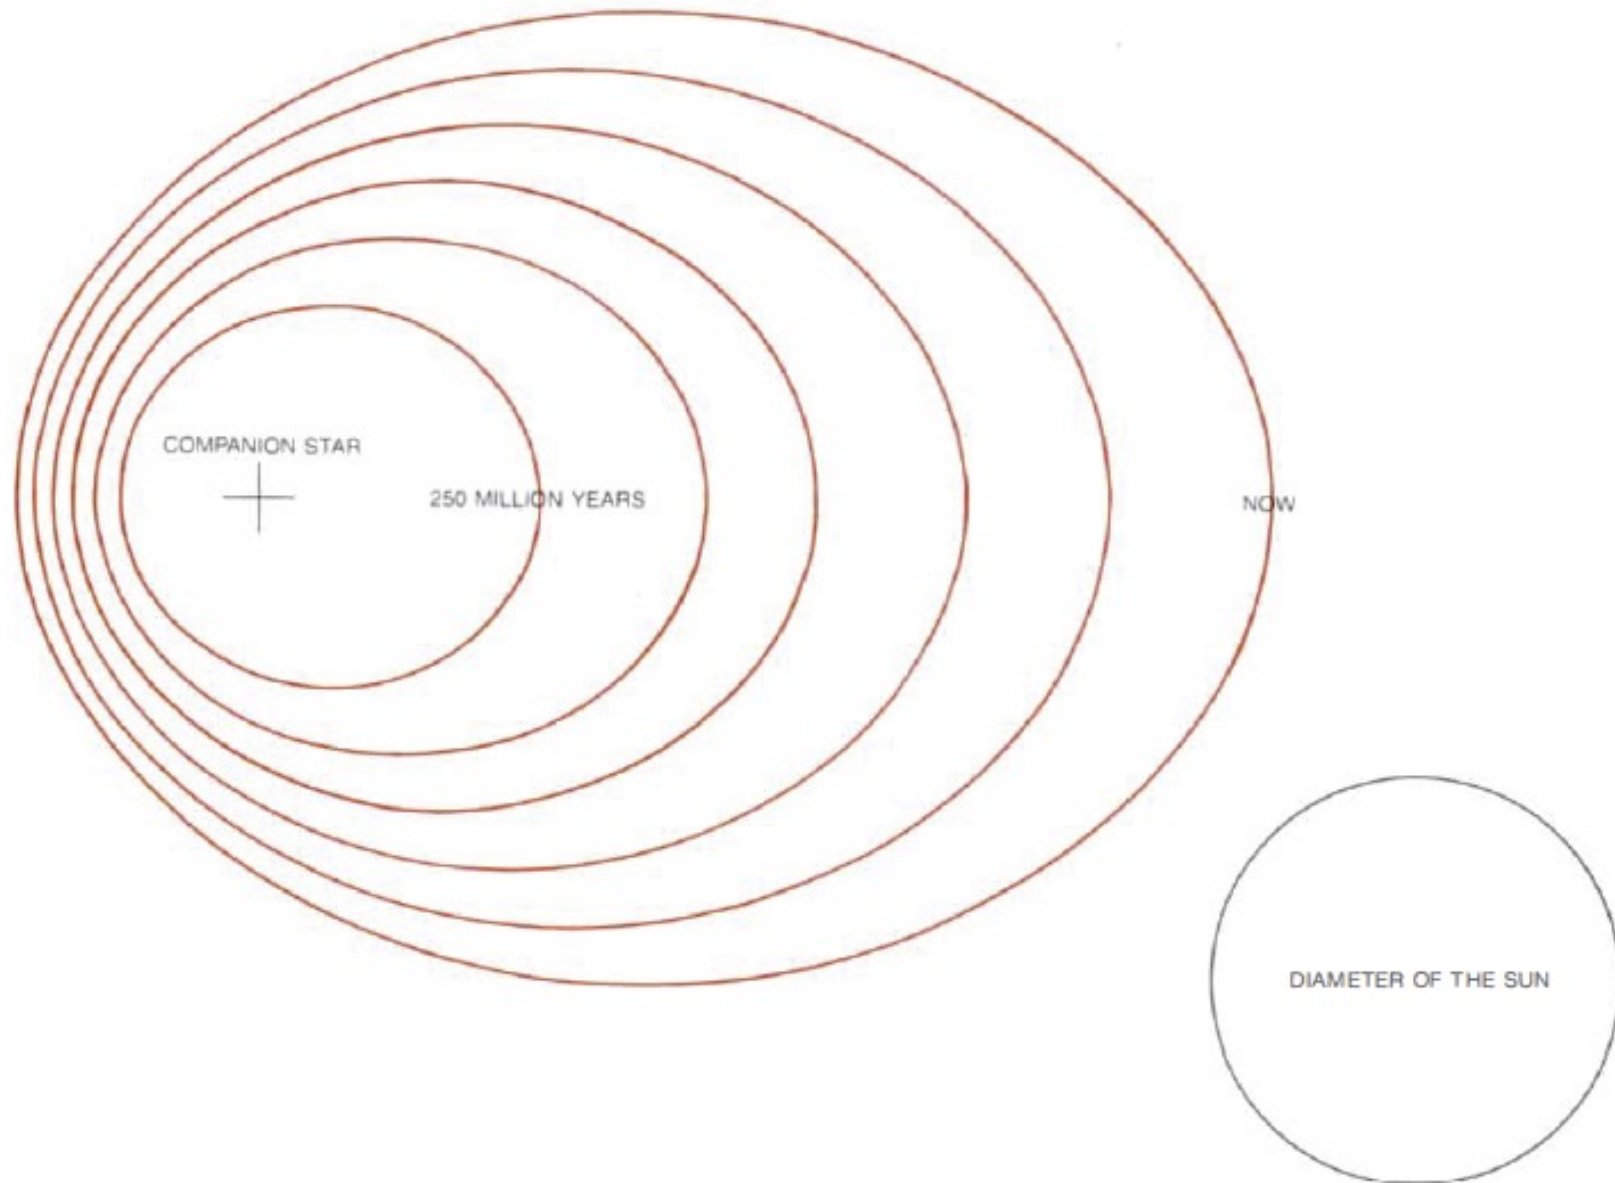 COMPANION STAR
250 MILLION YEARS
NOW
DIAMETER OF THE SUN